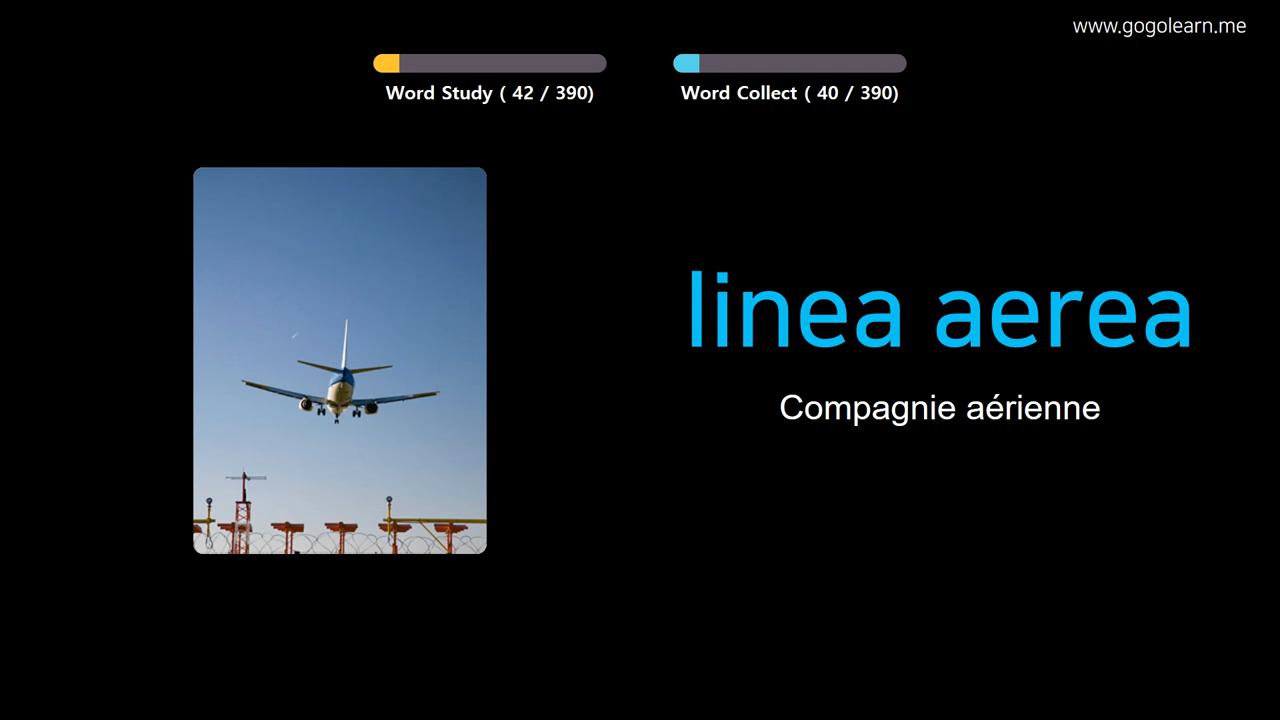 www.gogolearn.me
Word Study ( 42 / 390)
Word Collect ( 40 / 390)
linea aerea
Compagnie aérienne